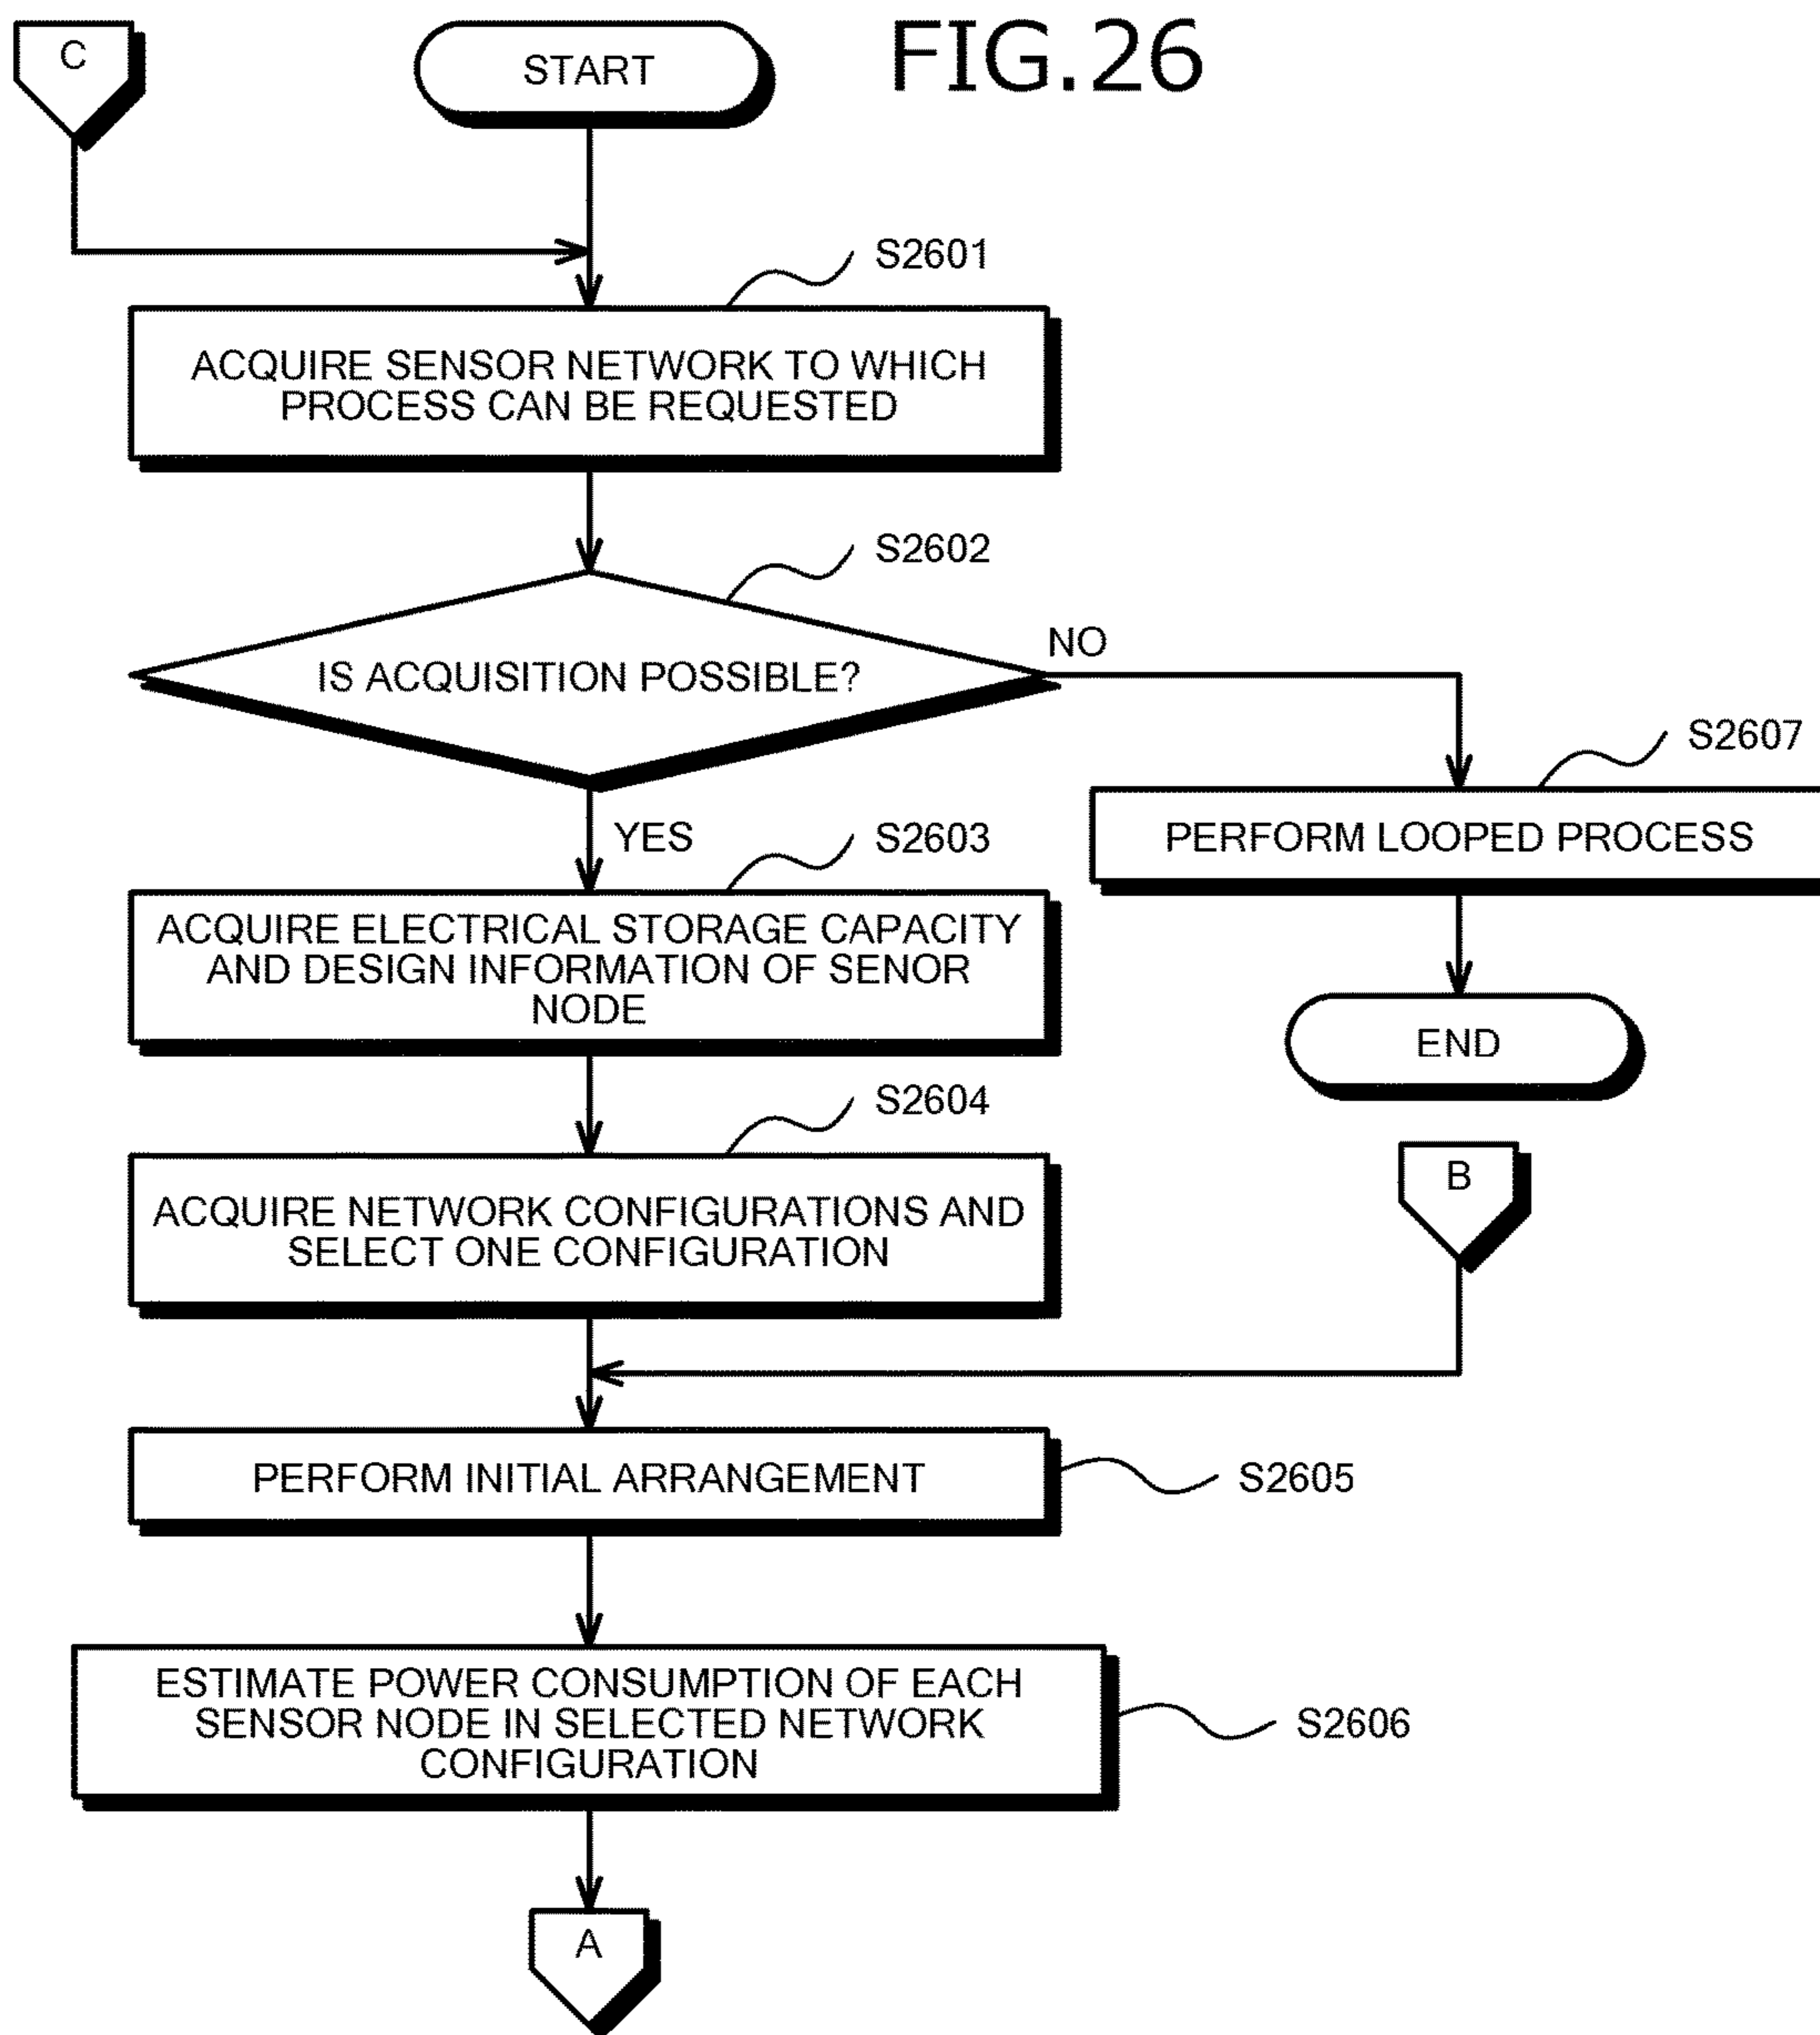 C
START
FIG.26
S2601
ACQUIRE SENSOR NETWORK TO WHICH
PROCESS CAN BE REQUESTED
S2602
IS ACQUISITION POSSIBLE?
NO
S2607
PERFORM LOOPED PROCESS
END
YES
S2603
ACQUIRE ELECTRICAL STORAGE CAPACITY
AND DESIGN INFORMATION OF SENOR
NODE
S2604
ACQUIRE NETWORK CONFIGURATIONS AND
SELECT ONE CONFIGURATION
B
PERFORM INITIAL ARRANGEMENT
S2605
ESTIMATE POWER CONSUMPTION OF EACH
SENSOR NODE IN SELECTED NETWORK
CONFIGURATION
S2606
A